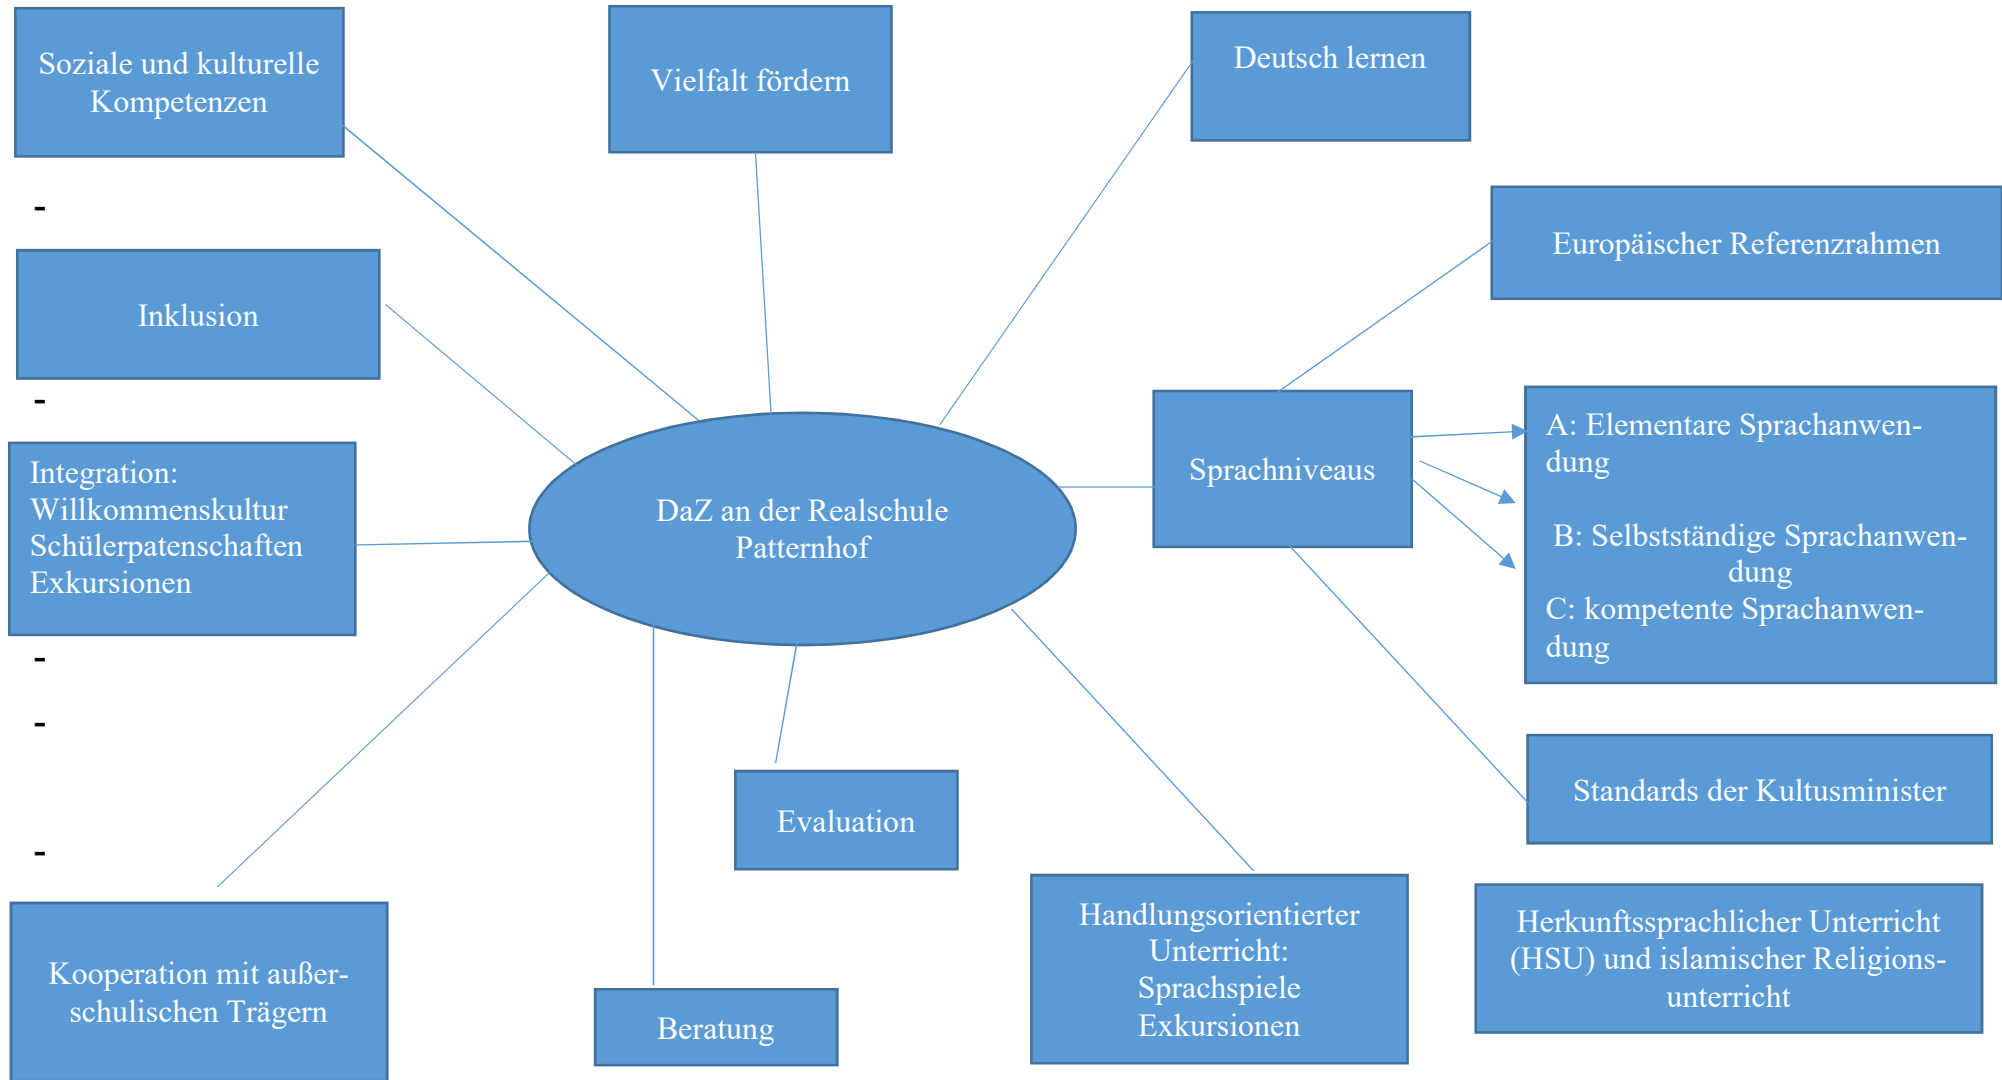 Soziale und kulturelle
Kompetenzen
Vielfalt fördern
Deutsch lernen
-
Europäischer Referenzrahmen
Inklusion
-
Integration:
Willkommenskultur
Schülerpatenschaften
Exkursionen
DaZ an der Realschule
Patternhof
Sprachniveaus
A: Elementare Sprachanwen-
dung
B: Selbstständige Sprachanwen-
dung
C: kompetente Sprachanwen-
dung
-
-
-
Standards der Kultusminister
Evaluation
Kooperation mit außer-
schulischen Trägern
Beratung
Handlungsorientierter
Unterricht:
Sprachspiele
Exkursionen
Herkunftssprachlicher Unterricht
(HSU) und islamischer Religions-
unterricht